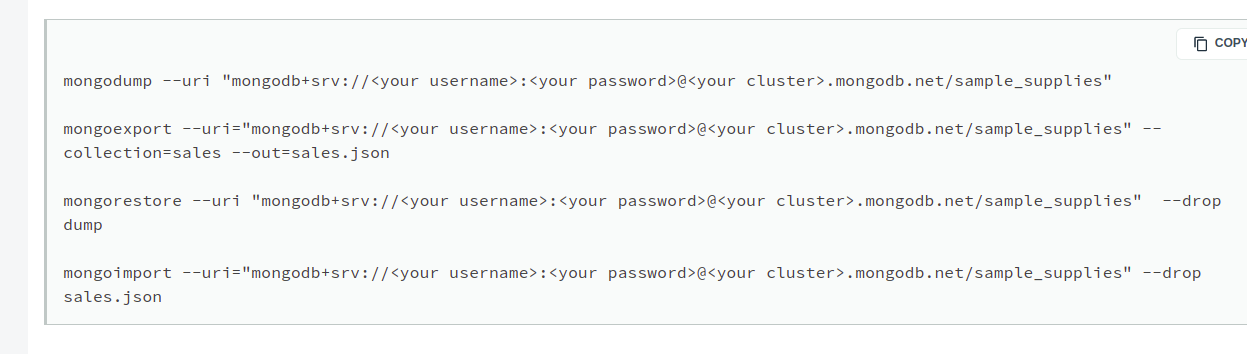 COPY
mongodump --uri "mongodb+srv://<your username>:<your password>@<your cluster>.mongodb.net/sample_supplies"
mongoexport --uri="mongodb+srv://<your username>:<your password>@<your cluster>.mongodb.net/sample_supplies" --
collection=sales --out=sales.json
mongorestore --uri "mongodb+srv://<your username>:<your password>@<your cluster>.mongodb.net/sample_supplies"  --drop
dump
mongoimport --uri="mongodb+srv://<your username>:<your password>@<your cluster>.mongodb.net/sample_supplies" --drop
sales.json